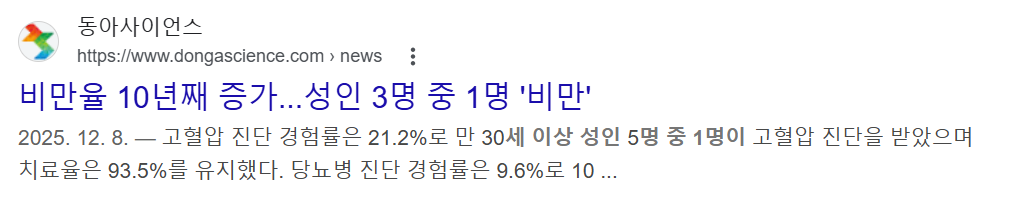 동아사이언스
https://www.dongascience.com › news
비만율 10년째 증가...성인 3명 중 1명 '비만'
2025. 12. 8. — 고혈압 진단 경험률은 21.2%로 만 30세 이상 성인 5명 중 1명이 고혈압 진단을 받았으며
치료율은 93.5%를 유지했다. 당뇨병 진단 경험률은 9.6%로 10 ...